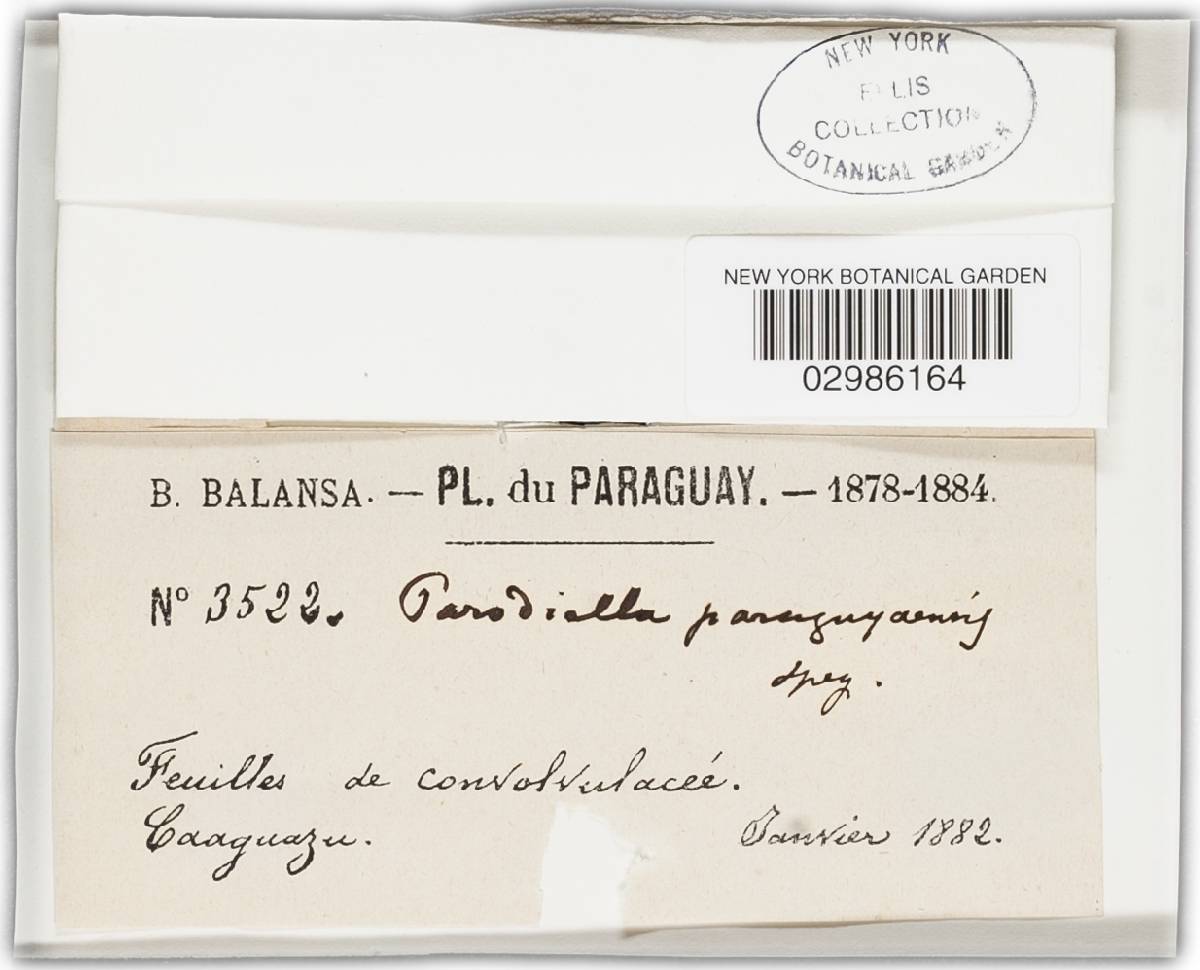 NEW YORK
ELLIS
COLLECTION
BOTANICAL GARDEN
NEW YORK BOTANICAL GARDEN
02986164
B. BALANSA. — PL. du PARAGUAY. — 1878-1884.
N° 3522. Parodiella paraguayensis
Speg.
Feuilles de convolvulaceé.
Caaguazu. Janvier 1882.